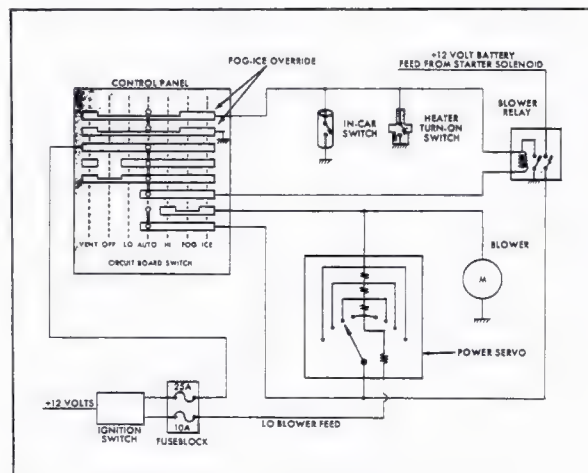 FOG-ICE OVERRIDE
CONTROL PANEL
+12 VOLT BATTERY
FEED FROM STARTER SOLENOID
BLOWER
RELAY
IN-CAR
SWITCH
HEATER
TURN-ON
SWITCH
VENT OFF LO AUTO HI FOG ICE
CIRCUIT BOARD SWITCH
BLOWER
M
POWER SERVO
25A
+12 VOLTS
10A
IGNITION
SWITCH
FUSEBLOCK
LO BLOWER FEED